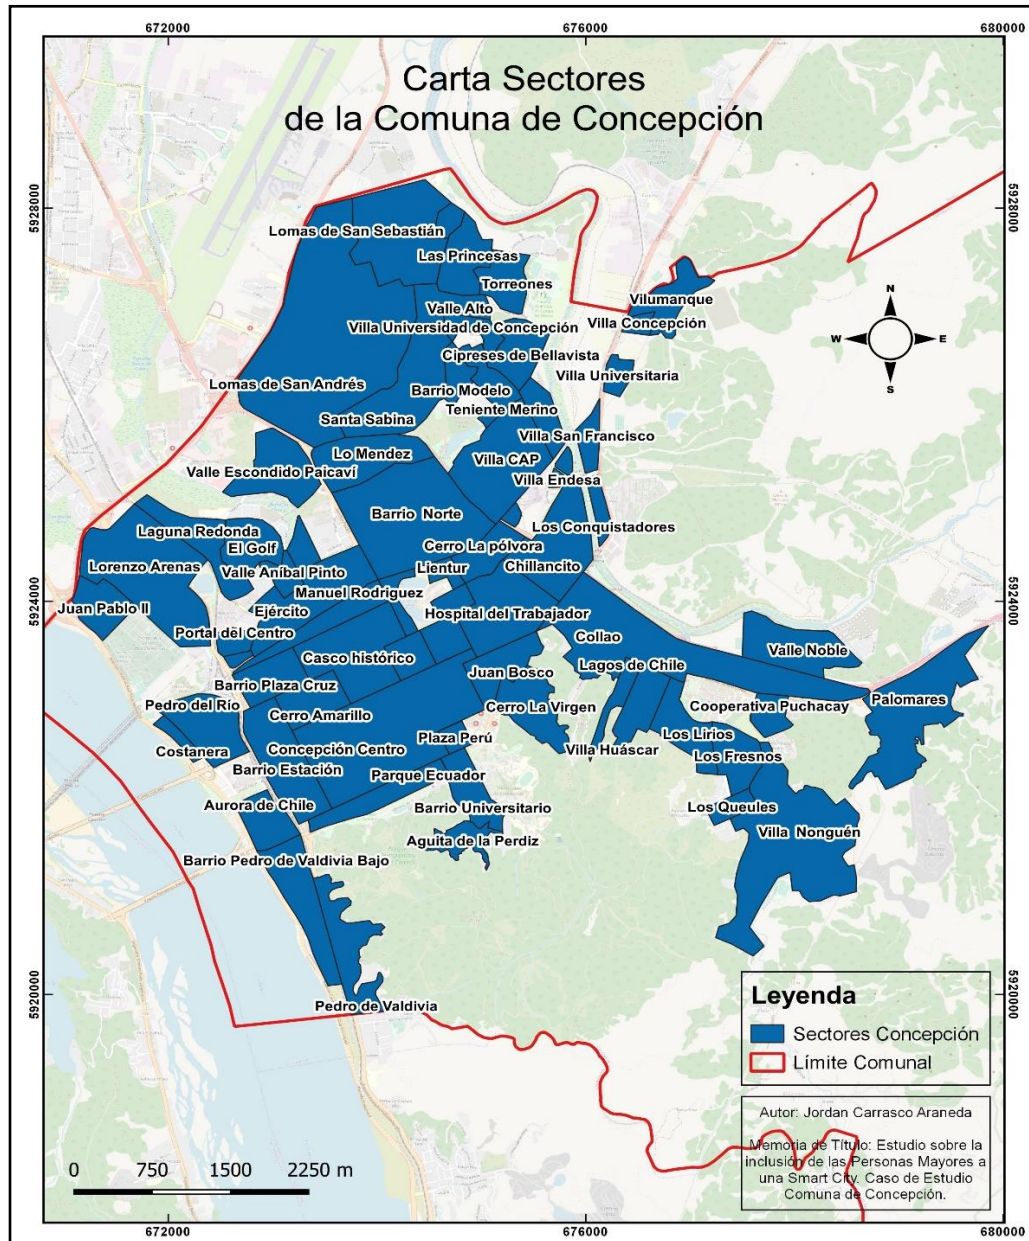 672000
676000
680000
Carta Sectores
de la Comuna de Concepción
5928000
5928000
Lomas de San Sebastián
Las Princesas
Torreones
Vilumanque
Valle Alto
Villa Concepción
Villa Universidad de Concepción
N
W
E
S
Cipreses de Bellavista
Villa Universitaria
Lomas de San Andrés
Barrio Modelo
Teniente Merino
Santa Sabina
Villa San Francisco
Lo Mendez
Villa CAP
Valle Escondido Paicaví
Villa Endesa
Barrio Norte
Los Conquistadores
Laguna Redonda
El Golf
Cerro La pólvora
Lorenzo Arenas
Valle Aníbal Pinto
Lientur
Chillancito
Manuel Rodriguez
5924000
5924000
Juan Pablo II
Ejército
Hospital del Trabajador
Portal del Centro
Collao
Valle Noble
Casco histórico
Lagos de Chile
Juan Bosco
Barrio Plaza Cruz
Pedro del Río
Cerro La Virgen
Cooperativa Puchacay
Palomares
Cerro Amarillo
Plaza Perú
Los Lirios
Costanera
Concepción Centro
Villa Huáscar
Los Fresnos
Barrio Estación
Parque Ecuador
Aurora de Chile
Barrio Universitario
Los Queules
Aguita de la Perdiz
Villa Nonguén
Barrio Pedro de Valdivia Bajo
Pedro de Valdivia
5920000
5920000
Leyenda
Sectores Concepción
Límite Comunal
Autor: Jordan Carrasco Araneda
Memoria de Título: Estudio sobre la
inclusión de las Personas Mayores a
una Smart City. Caso de Estudio
Comuna de Concepción.
0 750 1500 2250 m
672000
676000
680000